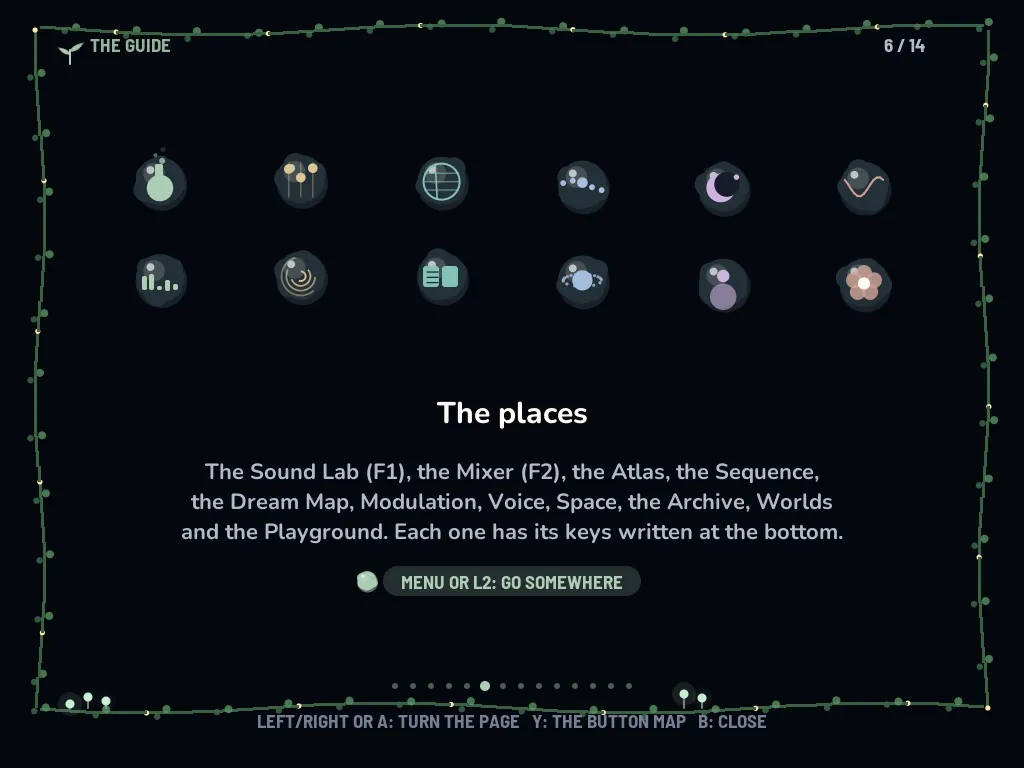 THE GUIDE
6 / 14
The places
The Sound Lab (F1), the Mixer (F2), the Atlas, the Sequence,
the Dream Map, Modulation, Voice, Space, the Archive, Worlds
and the Playground. Each one has its keys written at the bottom.
MENU OR L2: GO SOMEWHERE
LEFT/RIGHT OR A: TURN THE PAGE   Y: THE BUTTON MAP   B: CLOSE